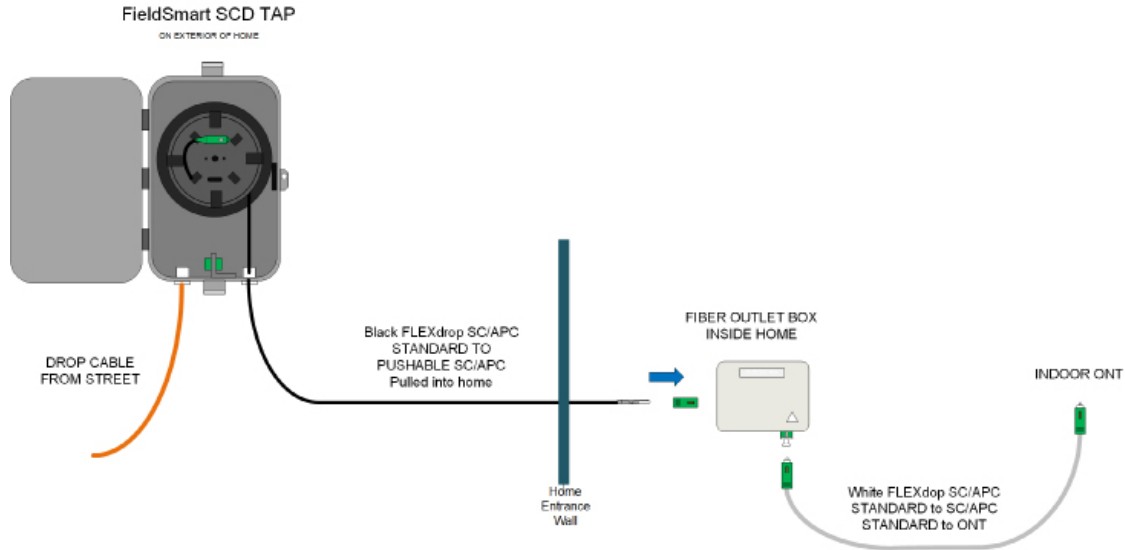 FieldSmart SCD TAP
ON EXTERIOR OF HOME
DROP CABLE
FROM STREET
Black FLEXdrop SC/APC
STANDARD TO
PUSHABLE SC/APC
Pulled into home
Home
Entrance
Wall
FIBER OUTLET BOX
INSIDE HOME
INDOOR ONT
White FLEXdop SC/APC
STANDARD to SC/APC
STANDARD to ONT